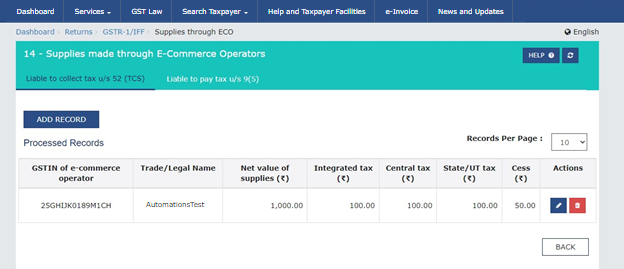 Dashboard Services GST Law Search Taxpayer Help and Taxpayer Facilities e-Invoice News and Updates
Dashboard › Returns › GSTR-1/IFF › Supplies through ECO English
14 - Supplies made through E-Commerce Operators HELP
Liable to collect tax u/s 52 (TCS) Liable to pay tax u/s 9(5)
ADD RECORD
Processed Records Records Per Page : 10
GSTIN of e-commerce operator Trade/Legal Name Net value of supplies (₹) Integrated tax (₹) Central tax (₹) State/UT tax (₹) Cess (₹) Actions
25GHIJK0189M1CH AutomationsTest 1,000.00 100.00 100.00 100.00 50.00
BACK